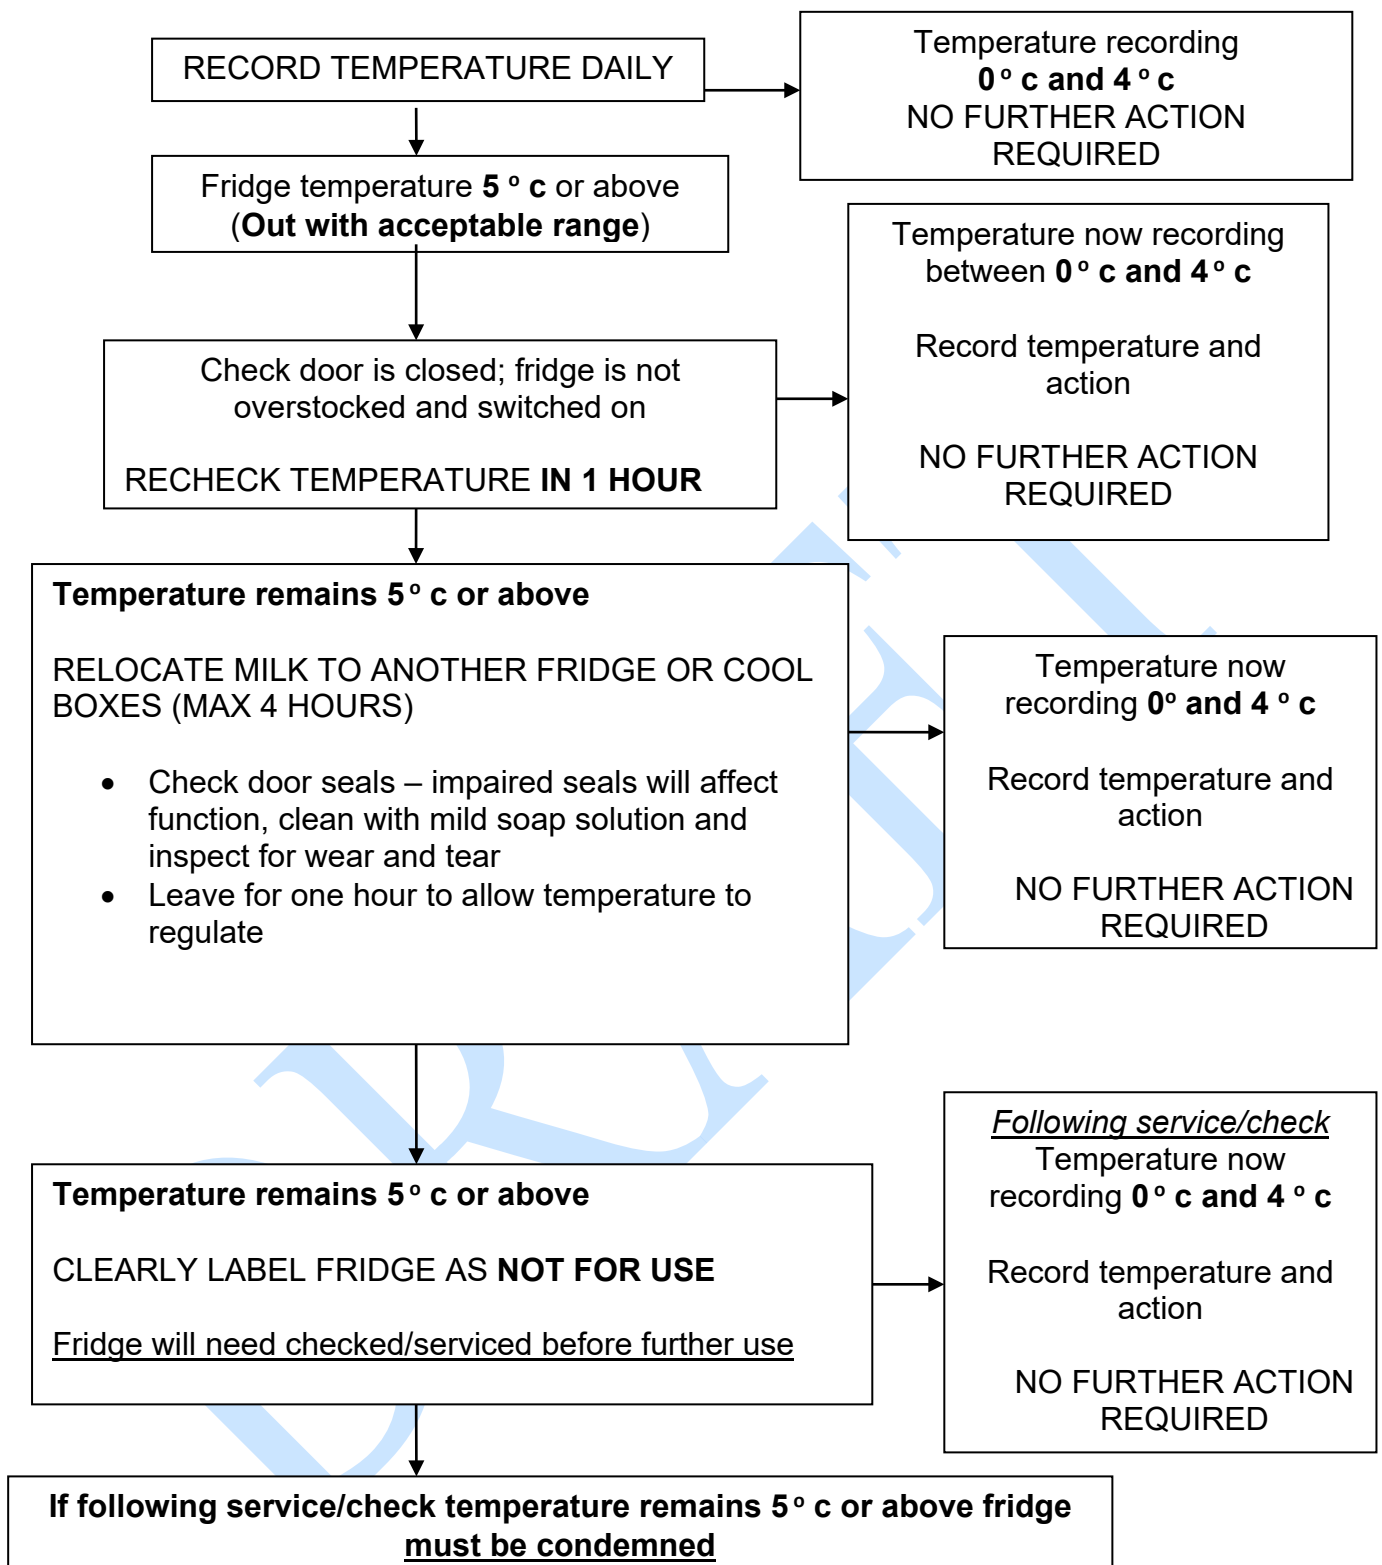 RECORD TEMPERATURE DAILY
Temperature recording
0 º c and 4 º c
NO FURTHER ACTION
REQUIRED
Fridge temperature 5 º c or above
(Out with acceptable range)
Temperature now recording
between 0 º c and 4 º c
Record temperature and
action
NO FURTHER ACTION
REQUIRED
Check door is closed; fridge is not
overstocked and switched on
RECHECK TEMPERATURE IN 1 HOUR
Temperature remains 5 º c or above
RELOCATE MILK TO ANOTHER FRIDGE OR COOL
BOXES (MAX 4 HOURS)
• Check door seals – impaired seals will affect
function, clean with mild soap solution and
inspect for wear and tear
• Leave for one hour to allow temperature to
regulate
Temperature now
recording 0º and 4 º c
Record temperature and
action
NO FURTHER ACTION
REQUIRED
Temperature remains 5 º c or above
CLEARLY LABEL FRIDGE AS NOT FOR USE
Fridge will need checked/serviced before further use
Following service/check
Temperature now
recording 0 º c and 4 º c
Record temperature and
action
NO FURTHER ACTION
REQUIRED
If following service/check temperature remains 5 º c or above fridge
must be condemned
DRAFT